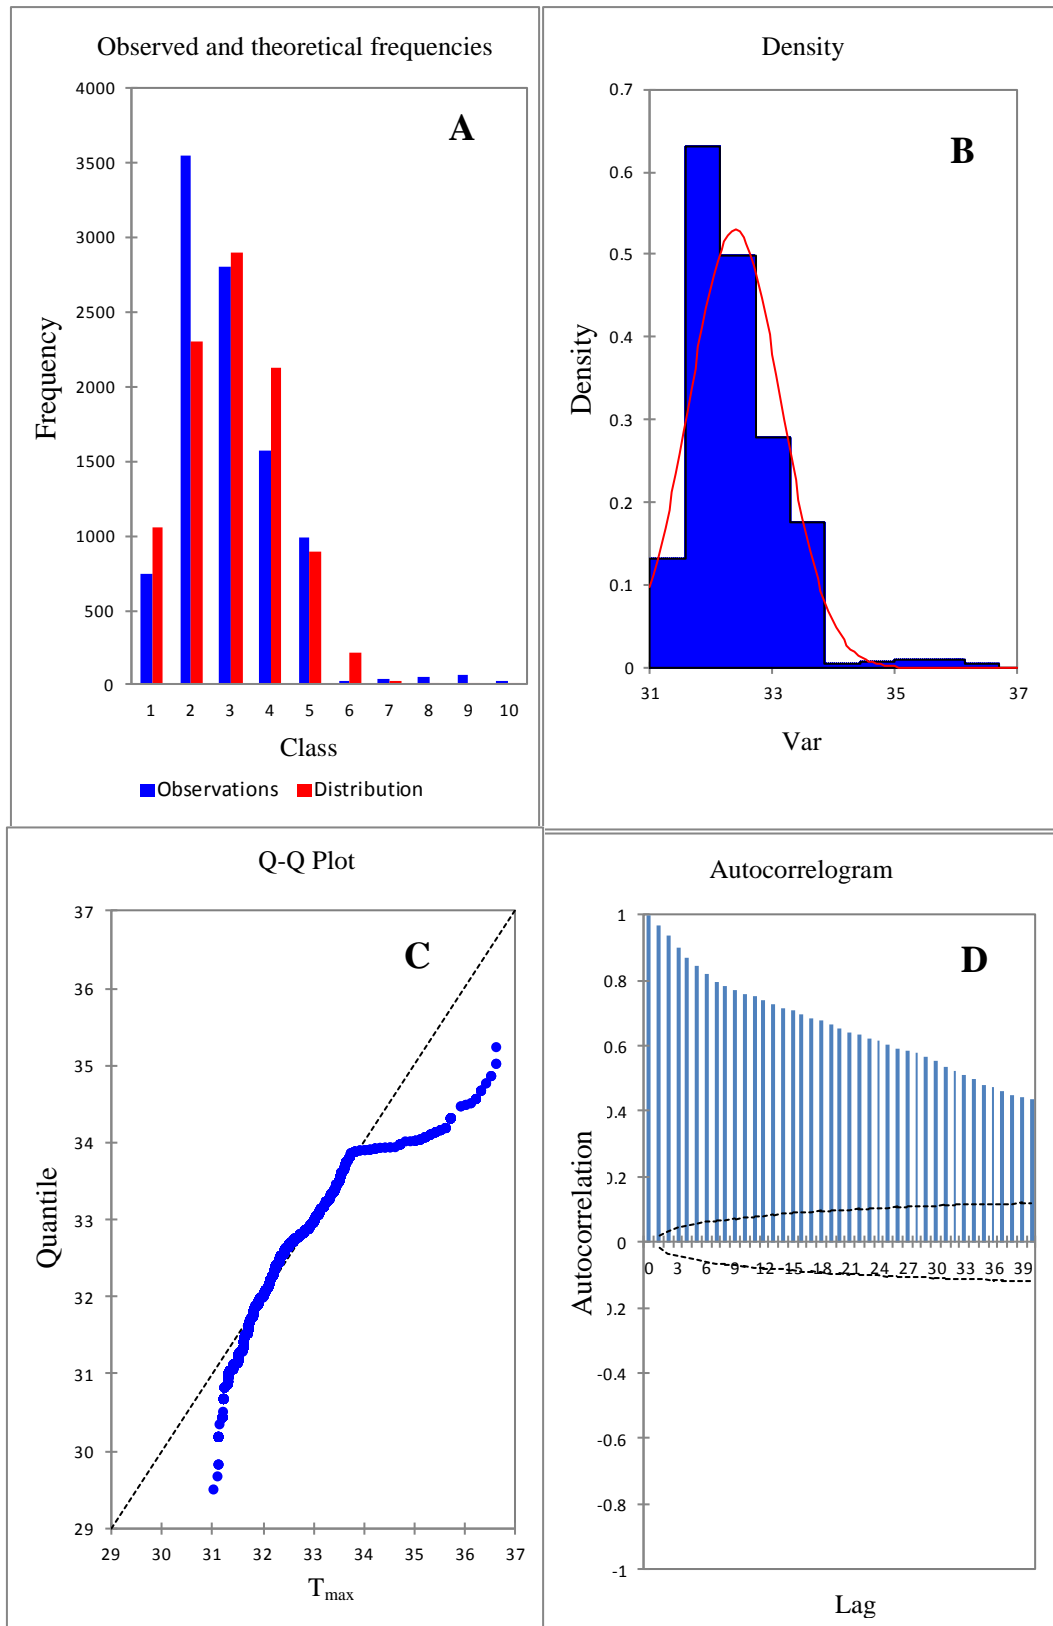 Observed and theoretical frequencies
A
4000
3500
3000
2500
2000
1500
1000
500
0
Frequency
1 2 3 4 5 6 7 8 9 10
Class
Observations Distribution
Density
B
0.7
0.6
0.5
0.4
0.3
0.2
0.1
0
Density
31 33 35 37
Var
Q-Q Plot
C
37
36
35
34
33
32
31
30
29
Quantile
29 30 31 32 33 34 35 36 37
Tmax
Autocorrelogram
D
1
0.8
0.6
0.4
0.2
0
0.2
-0.4
-0.6
-0.8
-1
Autocorrelation
0 3 6 9 12 15 18 21 24 27 30 33 36 39
Lag